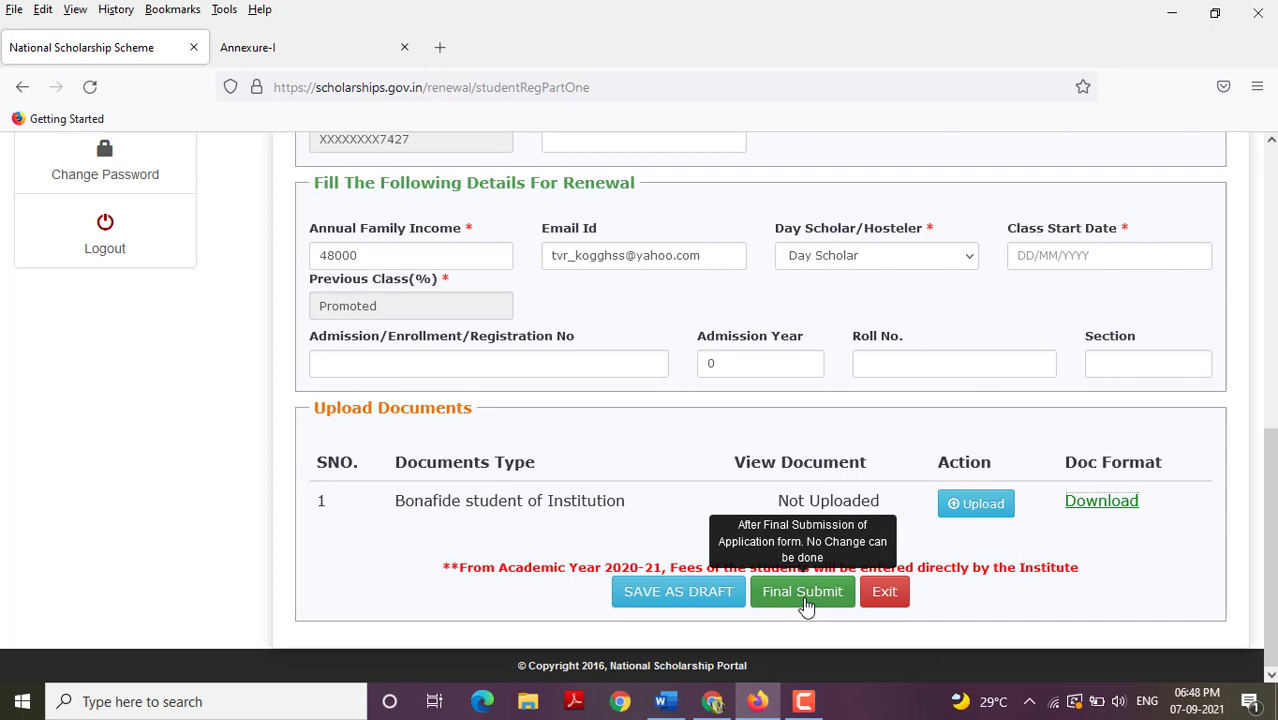 File Edit View History Bookmarks Tools Help
National Scholarship Scheme × Annexure-I × +
https://scholarships.gov.in/renewal/studentRegPartOne
Getting Started
Change Password
Logout
XXXXXXXX7427
Fill The Following Details For Renewal
Annual Family Income * Email Id Day Scholar/Hosteler * Class Start Date *
48000 tvr_kogghss@yahoo.com Day Scholar DD/MM/YYYY
Previous Class(%) *
Promoted
Admission/Enrollment/Registration No Admission Year Roll No. Section
0
Upload Documents
SNO. Documents Type View Document Action Doc Format
1 Bonafide student of Institution Not Uploaded Upload Download
After Final Submission of
Application form. No Change can
be done
**From Academic Year 2020-21, Fees of the students will be entered directly by the Institute
SAVE AS DRAFT Final Submit Exit
© Copyright 2016, National Scholarship Portal
Type here to search 29°C ENG 06:48 PM
07-09-2021 1